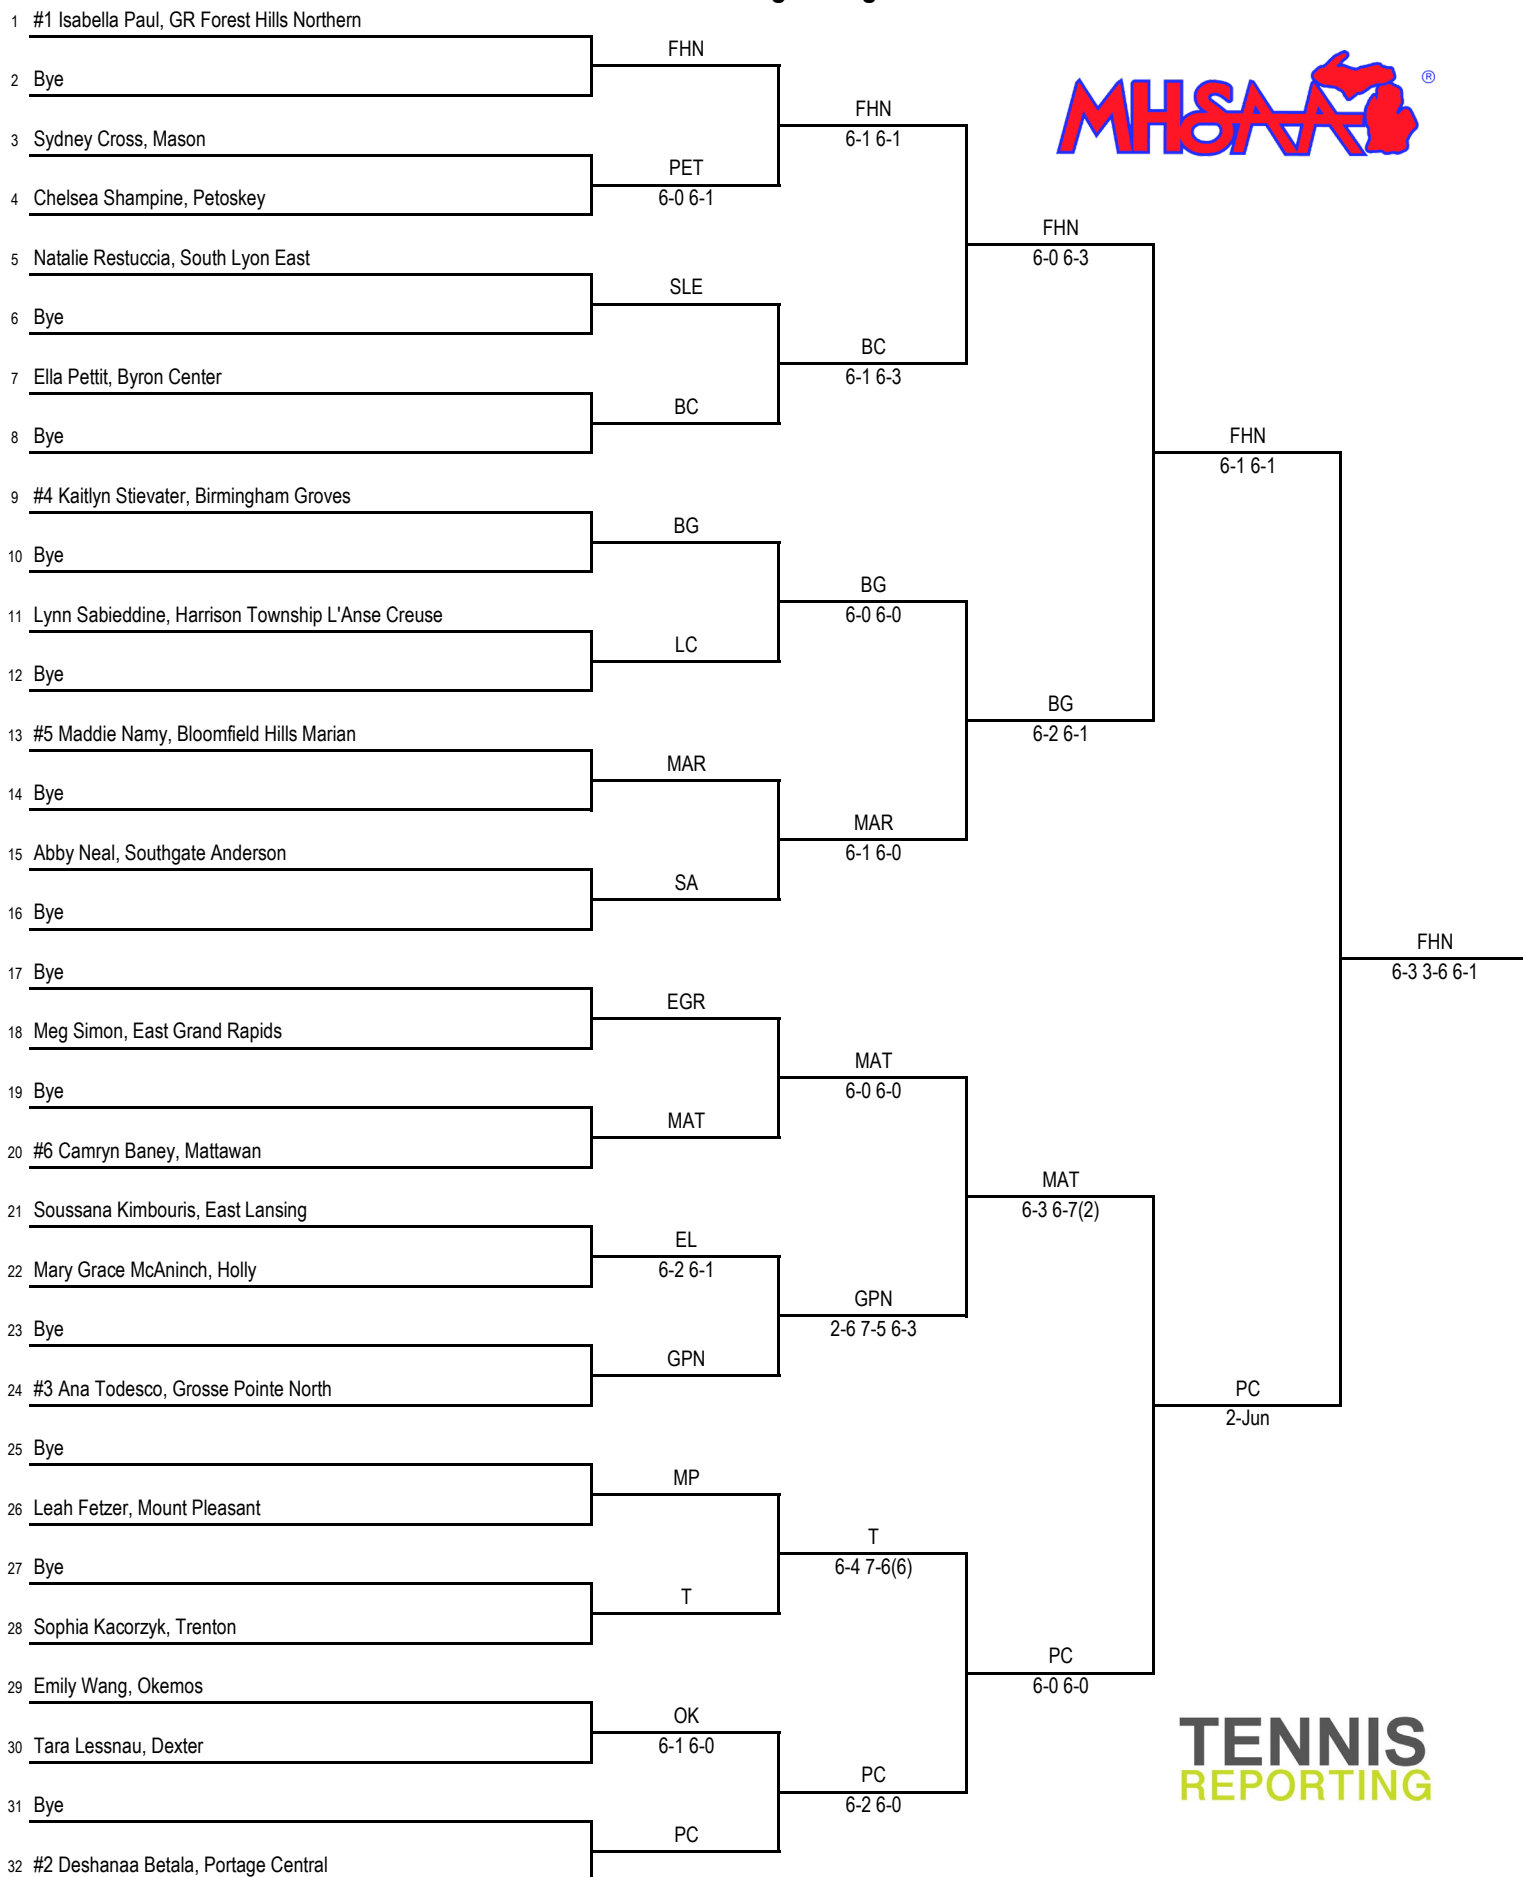 1 #1 Isabella Paul, GR Forest Hills Northern
FHN
2 Bye
FHN
6-1 6-1
3 Sydney Cross, Mason
PET
6-0 6-1
4 Chelsea Shampine, Petoskey
FHN
6-0 6-3
5 Natalie Restuccia, South Lyon East
SLE
6 Bye
BC
6-1 6-3
7 Ella Pettit, Byron Center
BC
8 Bye
FHN
6-1 6-1
9 #4 Kaitlyn Stievater, Birmingham Groves
BG
10 Bye
BG
6-0 6-0
11 Lynn Sabieddine, Harrison Township L'Anse Creuse
LC
12 Bye
BG
6-2 6-1
13 #5 Maddie Namy, Bloomfield Hills Marian
MAR
14 Bye
MAR
6-1 6-0
15 Abby Neal, Southgate Anderson
SA
16 Bye
FHN
6-3 3-6 6-1
17 Bye
EGR
18 Meg Simon, East Grand Rapids
MAT
6-0 6-0
19 Bye
MAT
20 #6 Camryn Baney, Mattawan
MAT
6-3 6-7(2)
21 Soussana Kimbouris, East Lansing
EL
6-2 6-1
22 Mary Grace McAninch, Holly
GPN
2-6 7-5 6-3
23 Bye
GPN
24 #3 Ana Todesco, Grosse Pointe North
PC
2-Jun
25 Bye
MP
26 Leah Fetzer, Mount Pleasant
T
6-4 7-6(6)
27 Bye
T
28 Sophia Kacorzyk, Trenton
PC
6-0 6-0
29 Emily Wang, Okemos
OK
6-1 6-0
30 Tara Lessnau, Dexter
PC
6-2 6-0
31 Bye
PC
32 #2 Deshanaa Betala, Portage Central
MHSAA ®
TENNIS
REPORTING